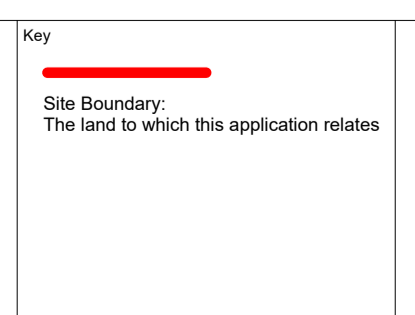 Key
Site Boundary:
The land to which this application relates